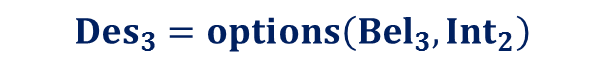 Des₃ = options(Bel₃, Int₂)